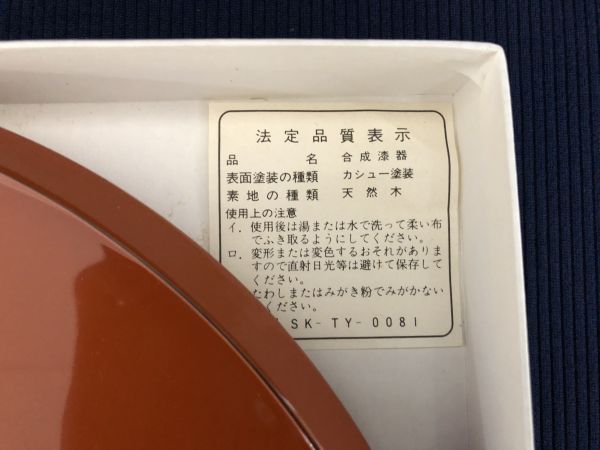 法定品質表示
品名 合成漆器
表面塗装の種類 カシュー塗装
素地の種類 天然木
使用上の注意
イ．使用後は湯または水で洗って柔い布
でふき取るようにしてください。
ロ．変形または変色するおそれがありま
すので直射日光等は避けて保存して
ください。
たわしまたはみがき粉でみがかない
ください。
SK-TY-0081